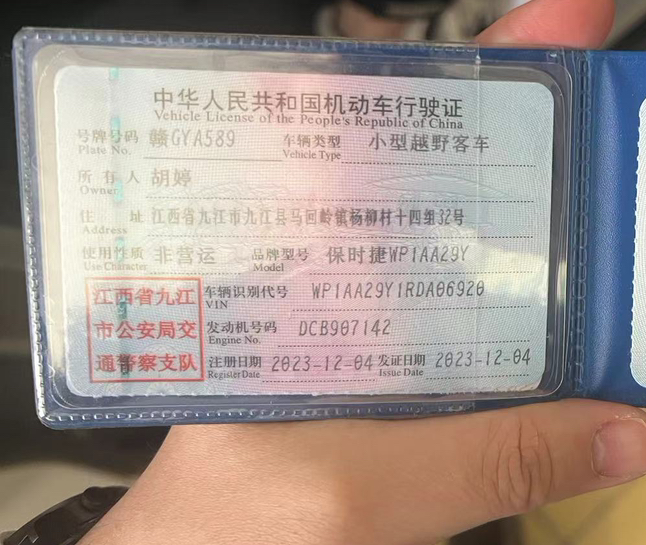 中华人民共和国机动车行驶证
Vehicle License of the People's Republic of China
号牌号码 赣GYA589 车辆类型 小型越野客车
Plate No. Vehicle Type
所有人 胡婷
Owner
住址 江西省九江市九江县马回岭镇杨柳村十四组32号
Address
使用性质 非营运 品牌型号 保时捷WP1AA29Y
Use Character Model
江西省九江
市公安局交
通警察支队
车辆识别代号 WP1AA29Y1RDA06920
VIN
发动机号码 DCB907142
Engine No.
注册日期 2023-12-04 发证日期 2023-12-04
Register Date Issue Date